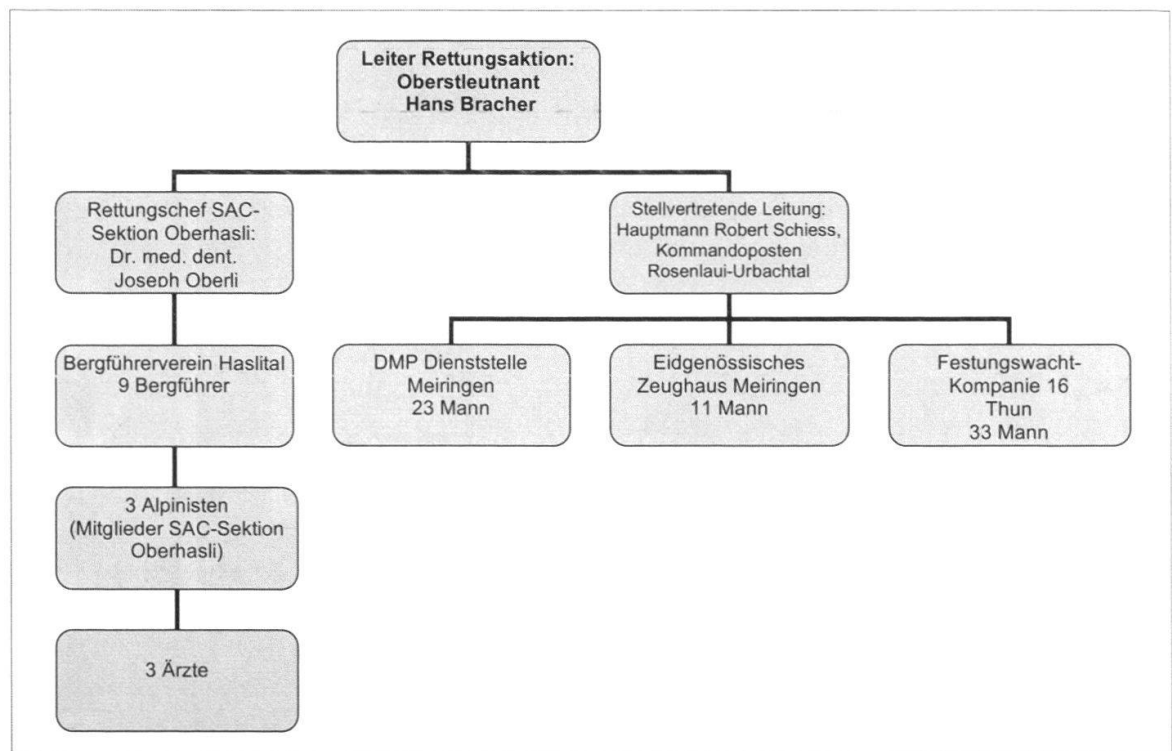 Leiter Rettungsaktion:
Oberstleutnant
Hans Bracher
Rettungschef SAC-
Sektion Oberhasli:
Dr. med. dent.
Joseph Oberli
Stellvertretende Leitung:
Hauptmann Robert Schiess,
Kommandoposten
Rosenlaui-Urbachtal
Bergführerverein Haslital
9 Bergführer
DMP Dienststelle
Meiringen
23 Mann
Eidgenössisches
Zeughaus Meiringen
11 Mann
Festungswacht-
Kompanie 16
Thun
33 Mann
3 Alpinisten
(Mitglieder SAC-Sektion
Oberhasli)
3 Ärzte